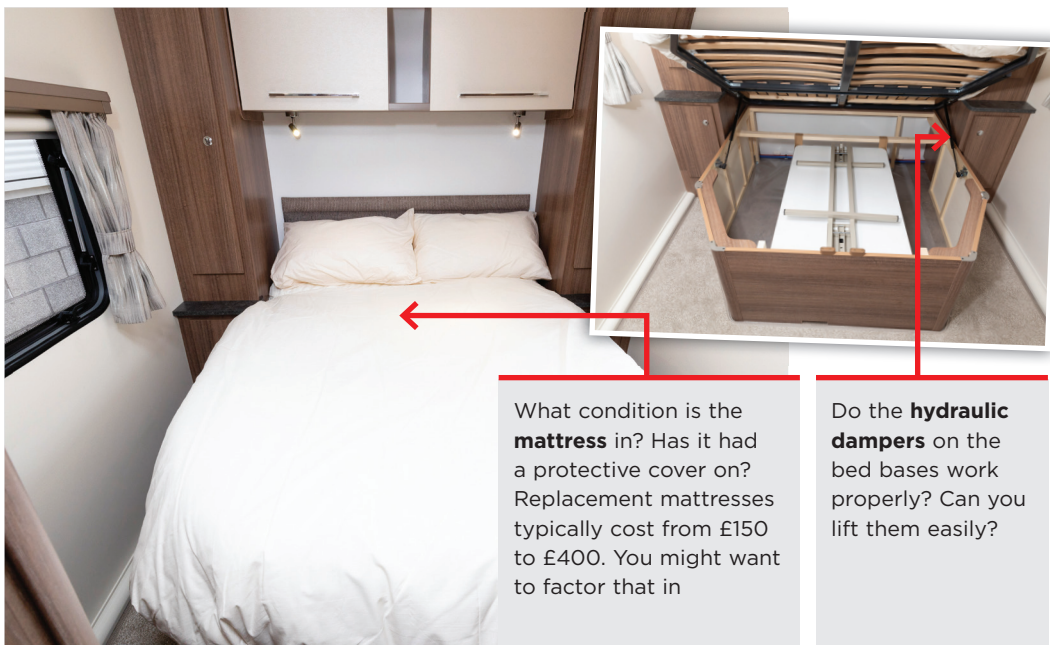 What condition is the
mattress in? Has it had
a protective cover on?
Replacement mattresses
typically cost from £150
to £400. You might want
to factor that in
Do the hydraulic
dampers on the
bed bases work
properly? Can you
lift them easily?